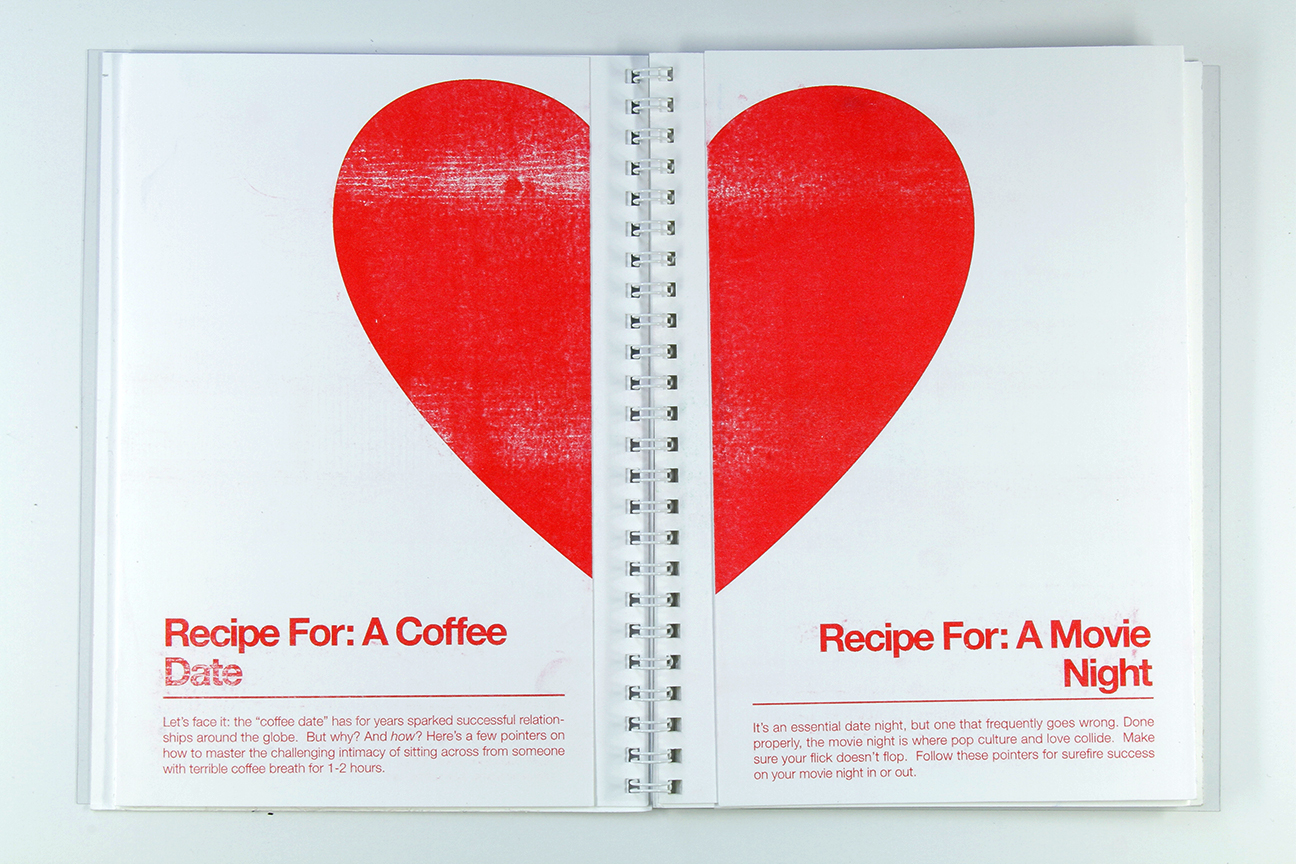 Recipe For: A Coffee
Date
Let's face it: the “coffee date” has for years sparked successful relation-
ships around the globe.  But why? And how? Here's a few pointers on
how to master the challenging intimacy of sitting across from someone
with terrible coffee breath for 1-2 hours.
Recipe For: A Movie
Night
It's an essential date night, but one that frequently goes wrong. Done
properly, the movie night is where pop culture and love collide.  Make
sure your flick doesn't flop.  Follow these pointers for surefire success
on your movie night in or out.